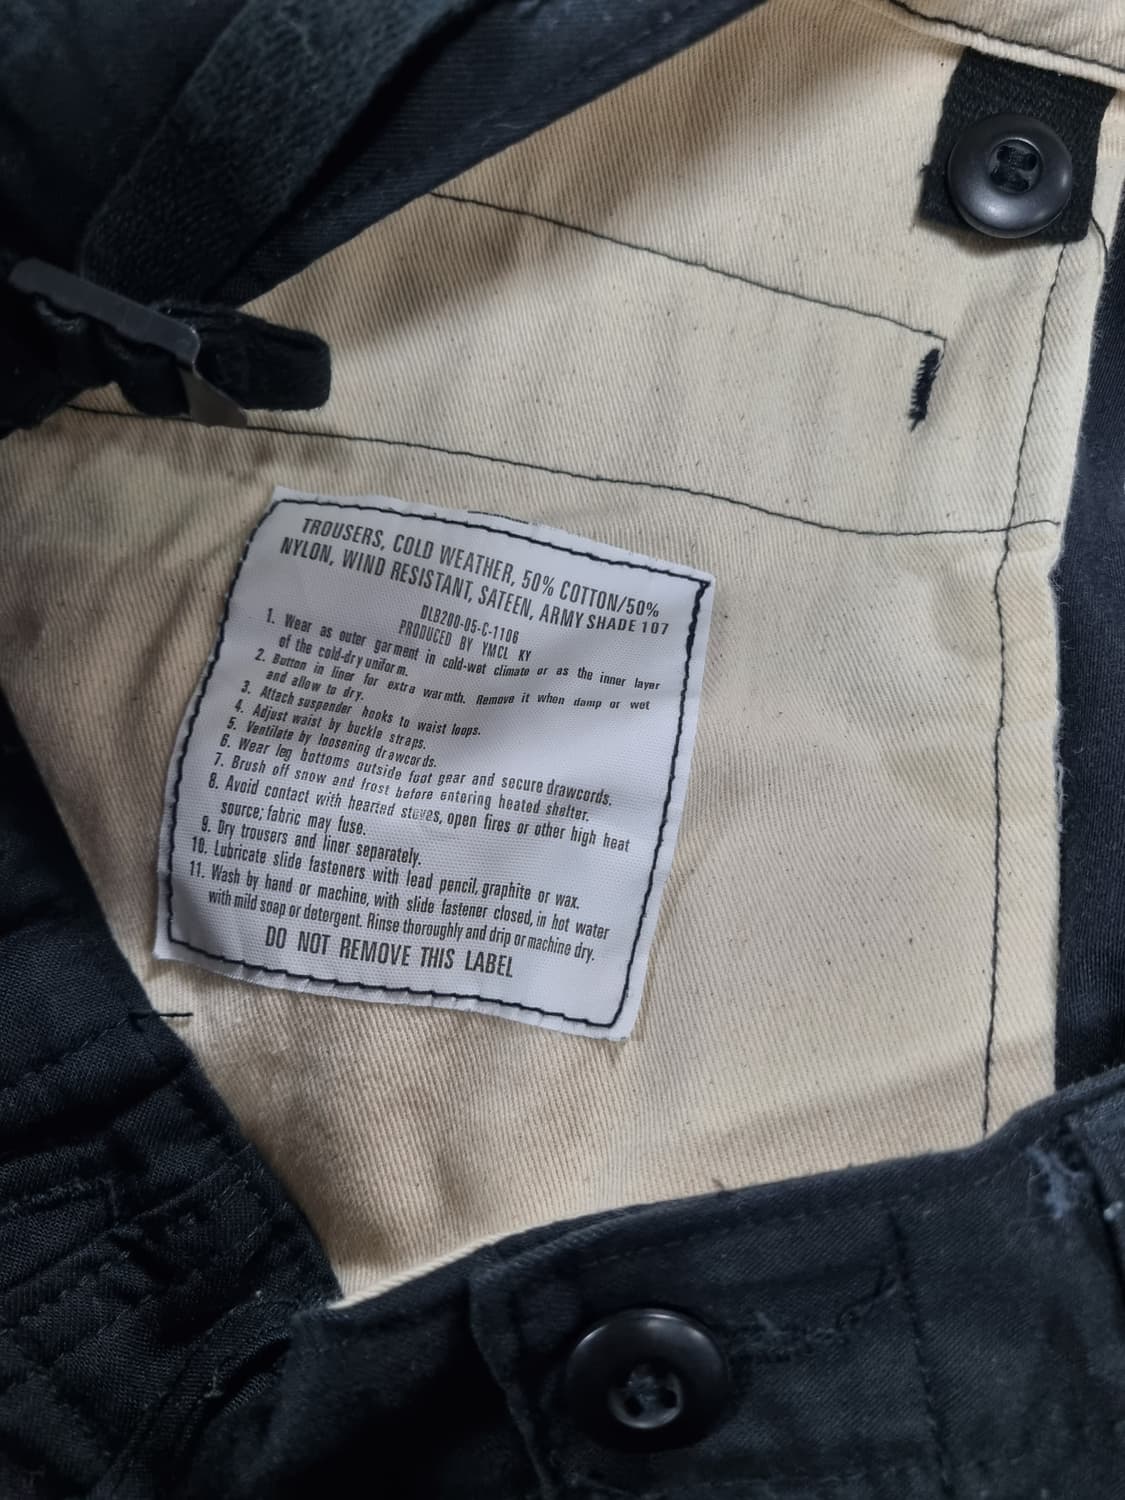 TROUSERS, COLD WEATHER, 50% COTTON/50%
NYLON, WIND RESISTANT, SATEEN, ARMY SHADE 107
DLB200-05-C-1106
PRODUCED BY YMCL KY
1. Wear as outer garment in cold-wet climate or as the inner layer
of the cold-dry uniform.
2. Button in liner for extra warmth. Remove it when damp or wet
and allow to dry.
3. Attach suspender hooks to waist loops.
4. Adjust waist by buckle straps.
5. Ventilate by loosening drawcords.
6. Wear leg bottoms outside foot gear and secure drawcords.
7. Brush off snow and frost before entering heated shelter.
8. Avoid contact with hearted stoves, open fires or other high heat
source; fabric may fuse.
9. Dry trousers and liner separately.
10. Lubricate slide fasteners with lead pencil, graphite or wax.
11. Wash by hand or machine, with slide fastener closed, in hot water
with mild soap or detergent. Rinse thoroughly and drip or machine dry.
DO NOT REMOVE THIS LABEL